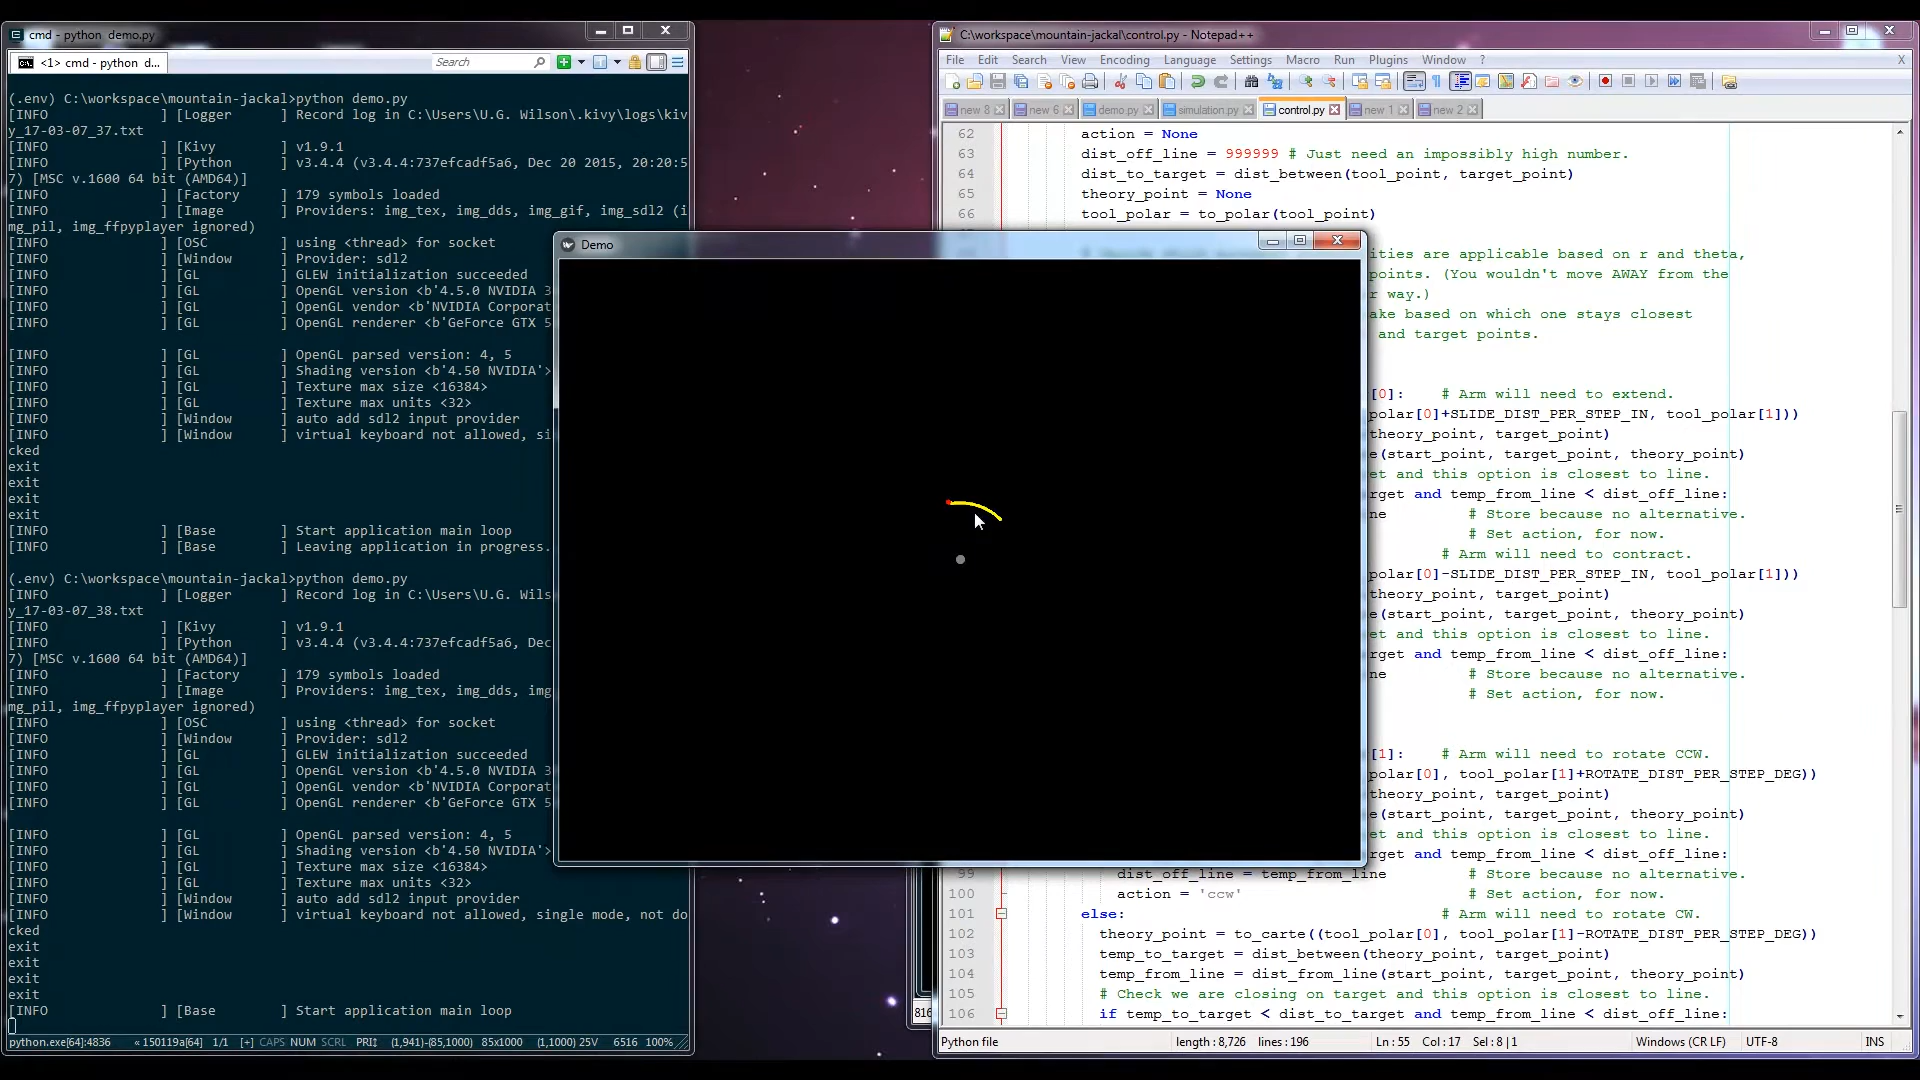 cmd - python  demo.py
<1> cmd - python  d...
Search
(.env) C:\workspace\mountain-jackal>python demo.py
[INFO              ] [Logger      ] Record log in C:\Users\U.G. Wilson\.kivy\logs\kiv
y_17-03-07_37.txt
[INFO              ] [Kivy        ] v1.9.1
[INFO              ] [Python      ] v3.4.4 (v3.4.4:737efcadf5a6, Dec 20 2015, 20:20:5
7) [MSC v.1600 64 bit (AMD64)]
[INFO              ] [Factory     ] 179 symbols loaded
[INFO              ] [Image       ] Providers: img_tex, img_dds, img_gif, img_sdl2 (i
mg_pil, img_ffpyplayer ignored)
[INFO              ] [OSC         ] using <thread> for socket
[INFO              ] [Window      ] Provider: sdl2
[INFO              ] [GL          ] GLEW initialization succeeded
[INFO              ] [GL          ] OpenGL version <b'4.5.0 NVIDIA 3
[INFO              ] [GL          ] OpenGL vendor <b'NVIDIA Corporat
[INFO              ] [GL          ] OpenGL renderer <b'GeForce GTX 5
[INFO              ] [GL          ] OpenGL parsed version: 4, 5
[INFO              ] [GL          ] Shading version <b'4.50 NVIDIA'>
[INFO              ] [GL          ] Texture max size <16384>
[INFO              ] [GL          ] Texture max units <32>
[INFO              ] [Window      ] auto add sdl2 input provider
[INFO              ] [Window      ] virtual keyboard not allowed, si
cked
exit
exit
exit
exit
[INFO              ] [Base        ] Start application main loop
[INFO              ] [Base        ] Leaving application in progress.
(.env) C:\workspace\mountain-jackal>python demo.py
[INFO              ] [Logger      ] Record log in C:\Users\U.G. Wils
y_17-03-07_38.txt
[INFO              ] [Kivy        ] v1.9.1
[INFO              ] [Python      ] v3.4.4 (v3.4.4:737efcadf5a6, Dec
7) [MSC v.1600 64 bit (AMD64)]
[INFO              ] [Factory     ] 179 symbols loaded
[INFO              ] [Image       ] Providers: img_tex, img_dds, img
mg_pil, img_ffpyplayer ignored)
[INFO              ] [OSC         ] using <thread> for socket
[INFO              ] [Window      ] Provider: sdl2
[INFO              ] [GL          ] GLEW initialization succeeded
[INFO              ] [GL          ] OpenGL version <b'4.5.0 NVIDIA 3
[INFO              ] [GL          ] OpenGL vendor <b'NVIDIA Corporat
[INFO              ] [GL          ] OpenGL renderer <b'GeForce GTX 5
[INFO              ] [GL          ] OpenGL parsed version: 4, 5
[INFO              ] [GL          ] Shading version <b'4.50 NVIDIA'>
[INFO              ] [GL          ] Texture max size <16384>
[INFO              ] [GL          ] Texture max units <32>
[INFO              ] [Window      ] auto add sdl2 input provider
[INFO              ] [Window      ] virtual keyboard not allowed, single mode, not do
cked
exit
exit
exit
exit
[INFO              ] [Base        ] Start application main loop
python.exe[64]:4836 « 150119a[64] 1/1 [+] CAPS NUM SCRL PRI↕ (1,941)-(85,1000) 85x1000 (1,1000) 25V 6516 100%
Demo
816
C:\workspace\mountain-jackal\control.py - Notepad++
File Edit Search View Encoding Language Settings Macro Run Plugins Window ? X
new 8 new 6 demo.py simulation.py control.py new 1 new 2
62 action = None
63 dist_off_line = 999999 # Just need an impossibly high number.
64 dist_to_target = dist_between(tool_point, target_point)
65 theory_point = None
66 tool_polar = to_polar(tool_point)
ities are applicable based on r and theta,
points. (You wouldn't move AWAY from the
r way.)
ake based on which one stays closest
and target points.
[0]: # Arm will need to extend.
polar[0]+SLIDE_DIST_PER_STEP_IN, tool_polar[1]))
theory_point, target_point)
e(start_point, target_point, theory_point)
et and this option is closest to line.
rget and temp_from_line < dist_off_line:
ne # Store because no alternative.
# Set action, for now.
# Arm will need to contract.
polar[0]-SLIDE_DIST_PER_STEP_IN, tool_polar[1]))
theory_point, target_point)
e(start_point, target_point, theory_point)
et and this option is closest to line.
rget and temp_from_line < dist_off_line:
ne # Store because no alternative.
# Set action, for now.
[1]: # Arm will need to rotate CCW.
polar[0], tool_polar[1]+ROTATE_DIST_PER_STEP_DEG))
theory_point, target_point)
e(start_point, target_point, theory_point)
et and this option is closest to line.
rget and temp_from_line < dist_off_line:
99 dist_off_line = temp_from_line # Store because no alternative.
100 action = 'ccw' # Set action, for now.
101 else: # Arm will need to rotate CW.
102 theory_point = to_carte((tool_polar[0], tool_polar[1]-ROTATE_DIST_PER_STEP_DEG))
103 temp_to_target = dist_between(theory_point, target_point)
104 temp_from_line = dist_from_line(start_point, target_point, theory_point)
105 # Check we are closing on target and this option is closest to line.
106 if temp_to_target < dist_to_target and temp_from_line < dist_off_line:
Python file length : 8,726 lines : 196 Ln : 55 Col : 17 Sel : 8 | 1 Windows (CR LF) UTF-8 INS